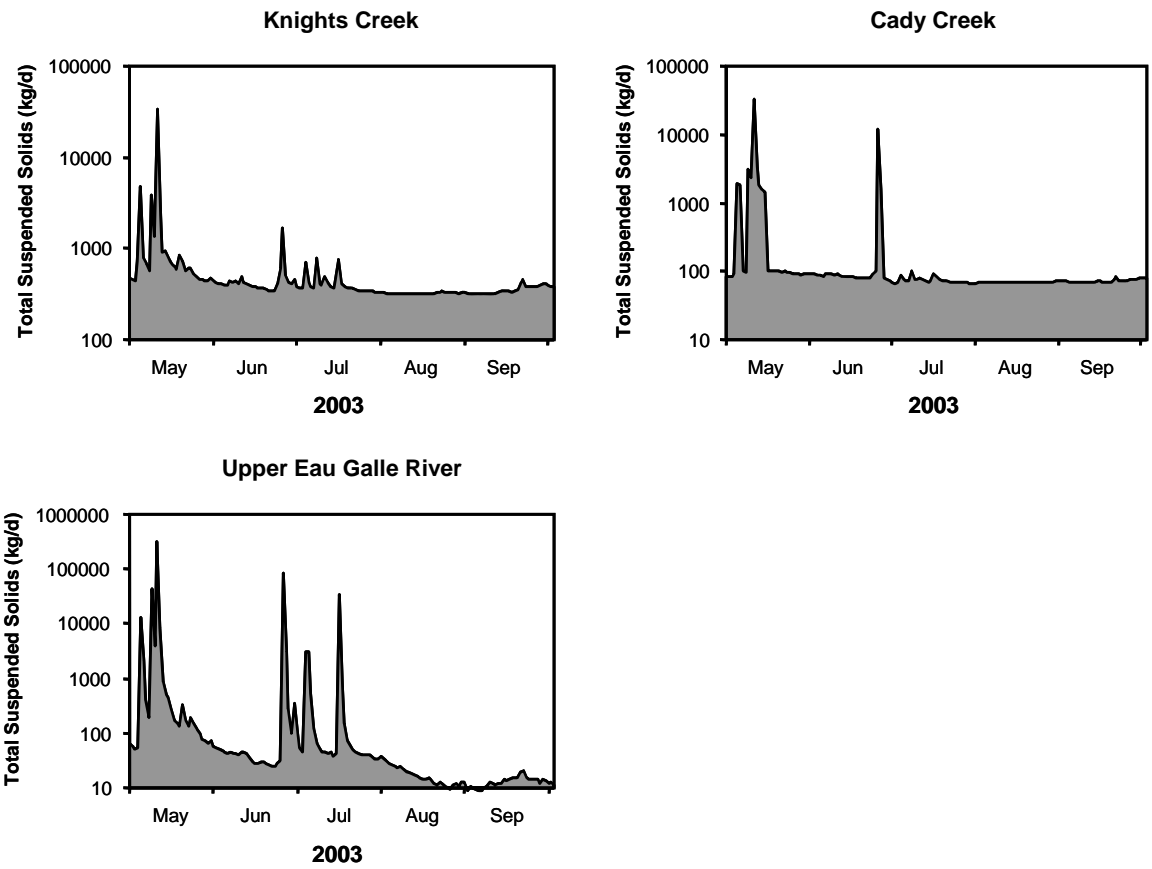 Knights Creek
Total Suspended Solids (kg/d)
100000
10000
1000
100
May Jun Jul Aug Sep
2003
Cady Creek
Total Suspended Solids (kg/d)
100000
10000
1000
100
10
May Jun Jul Aug Sep
2003
Upper Eau Galle River
Total Suspended Solids (kg/d)
1000000
100000
10000
1000
100
10
May Jun Jul Aug Sep
2003